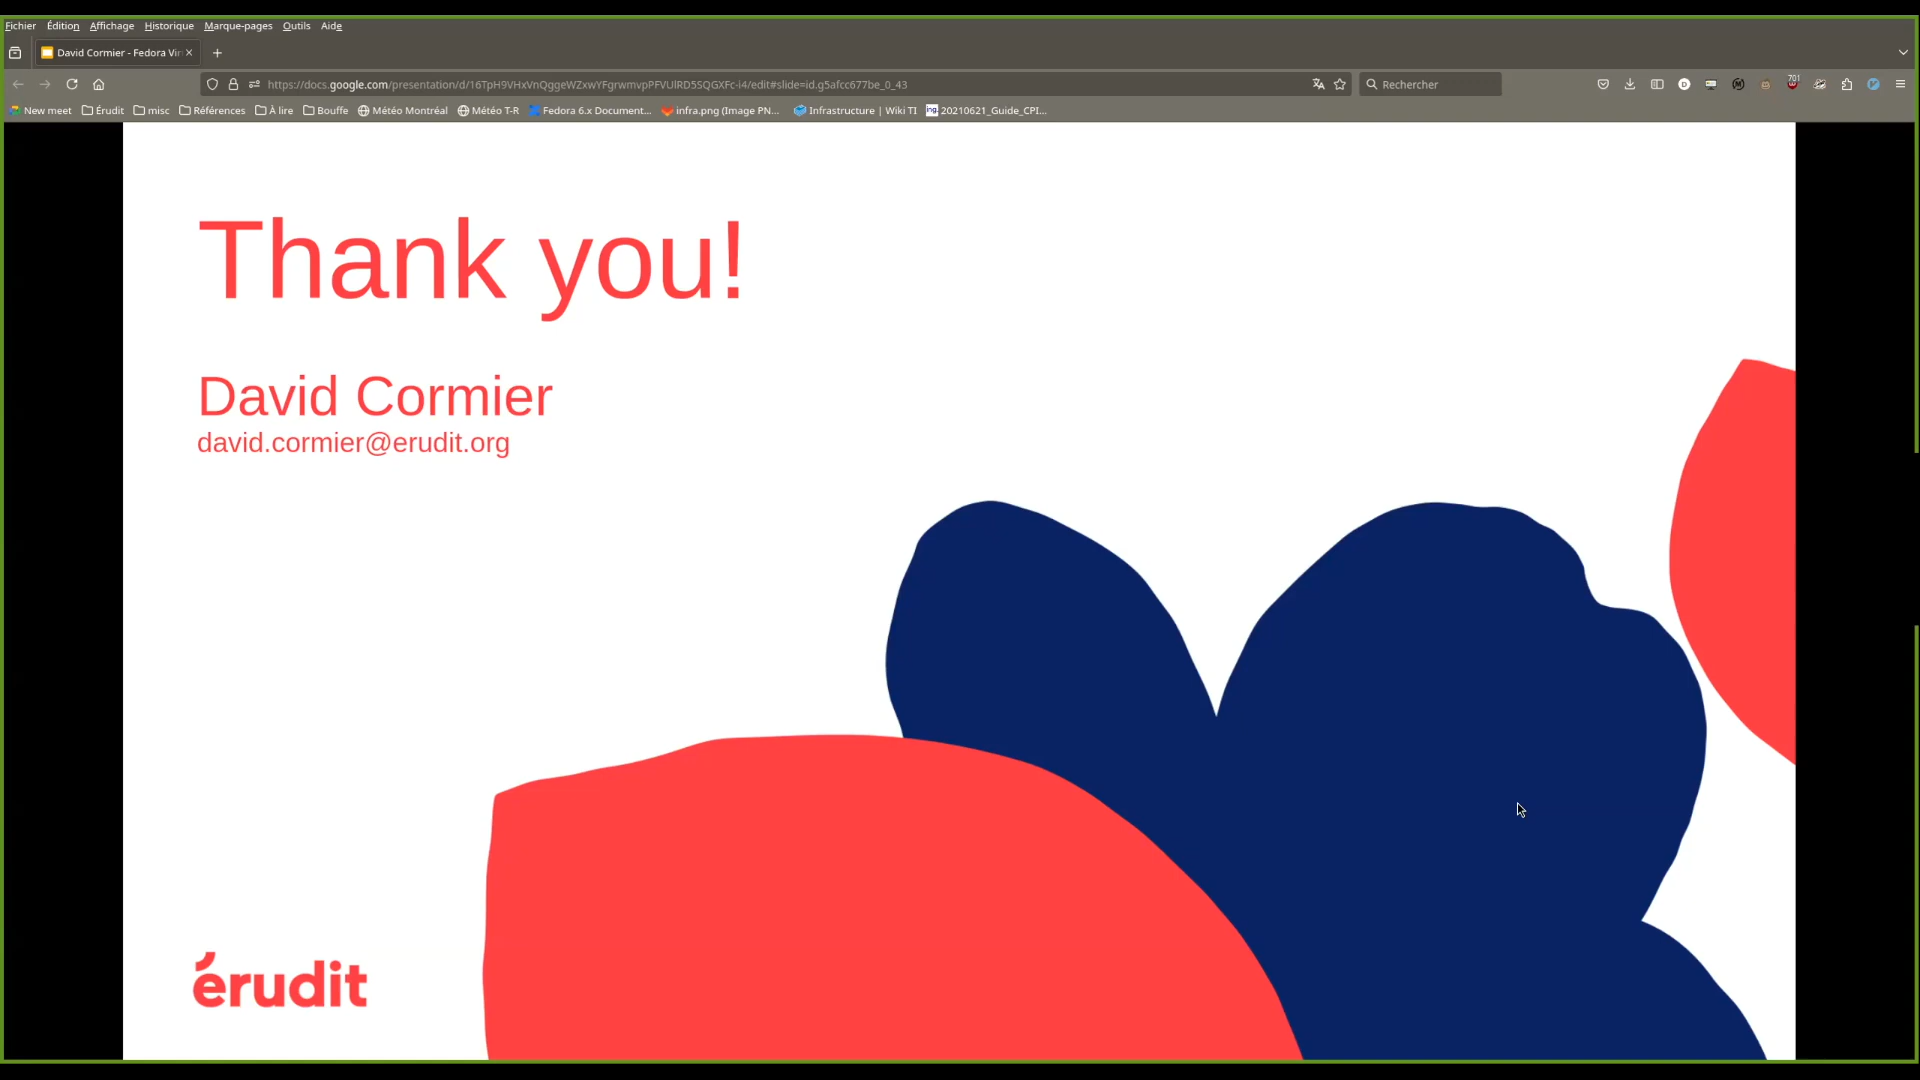 Fichier Édition Affichage Historique Marque-pages Outils Aide
David Cormier - Fedora Vir
https://docs.google.com/presentation/d/16TpH9VHxVnQggeWZxwYFgrwmvpPFVUlRD5SQGXFc-i4/edit#slide=id.g5afcc677be_0_43 Rechercher 701
New meet Érudit misc Références À lire Bouffe Météo Montréal Météo T-R Fedora 6.x Document... infra.png (Image PN... Infrastructure | Wiki TI 20210621_Guide_CPI...
Thank you!
David Cormier
david.cormier@erudit.org
érudit